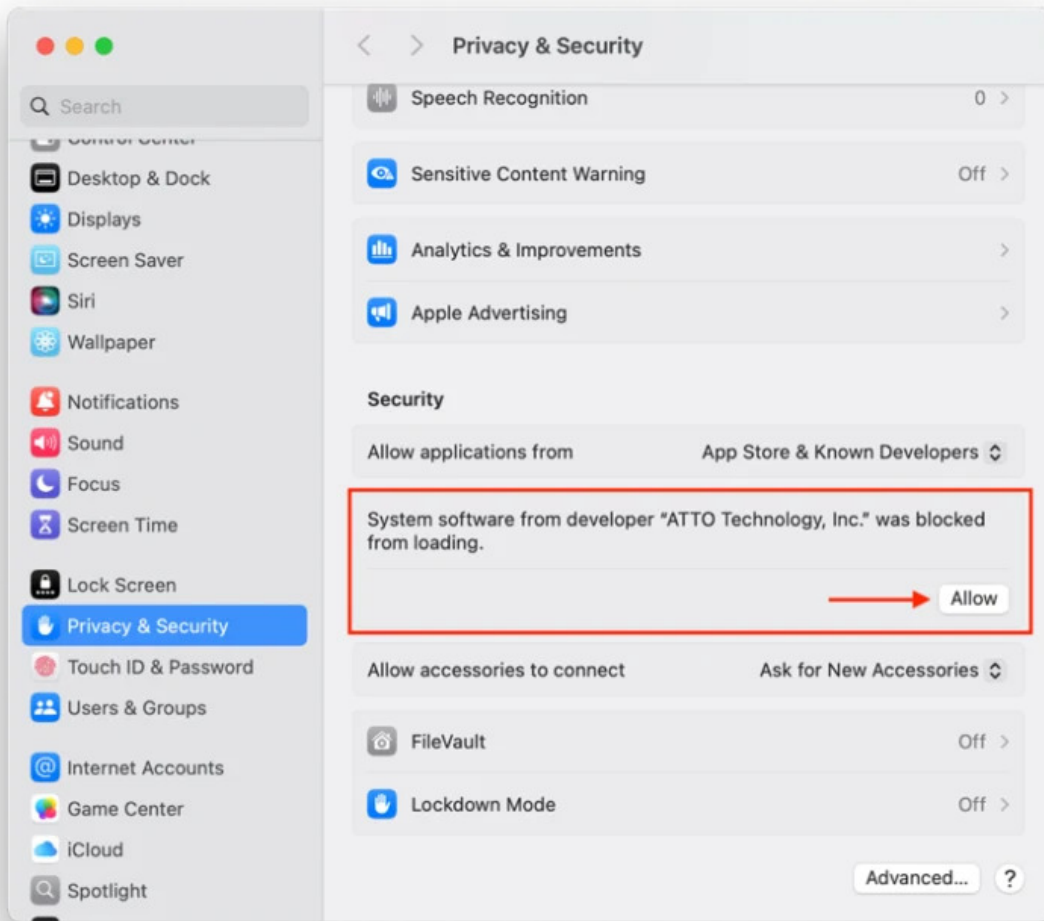 Privacy & Security
Search
Control Center
Desktop & Dock
Displays
Screen Saver
Siri
Wallpaper
Notifications
Sound
Focus
Screen Time
Lock Screen
Privacy & Security
Touch ID & Password
Users & Groups
Internet Accounts
Game Center
iCloud
Spotlight
Speech Recognition 0
Sensitive Content Warning Off
Analytics & Improvements
Apple Advertising
Security
Allow applications from App Store & Known Developers
System software from developer “ATTO Technology, Inc.” was blocked
from loading.
Allow
Allow accessories to connect Ask for New Accessories
FileVault Off
Lockdown Mode Off
Advanced... ?